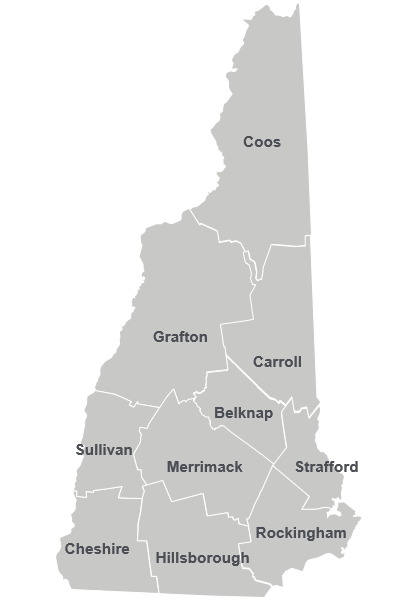 Coos
Grafton
Carroll
Belknap
Sullivan
Merrimack
Strafford
Rockingham
Cheshire
Hillsborough